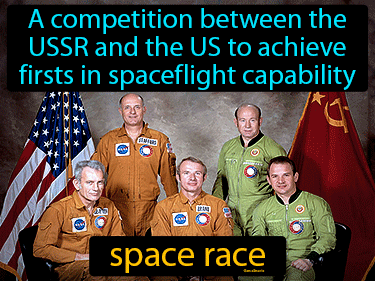 A competition between the
USSR and the US to achieve
firsts in spaceflight capability
space race